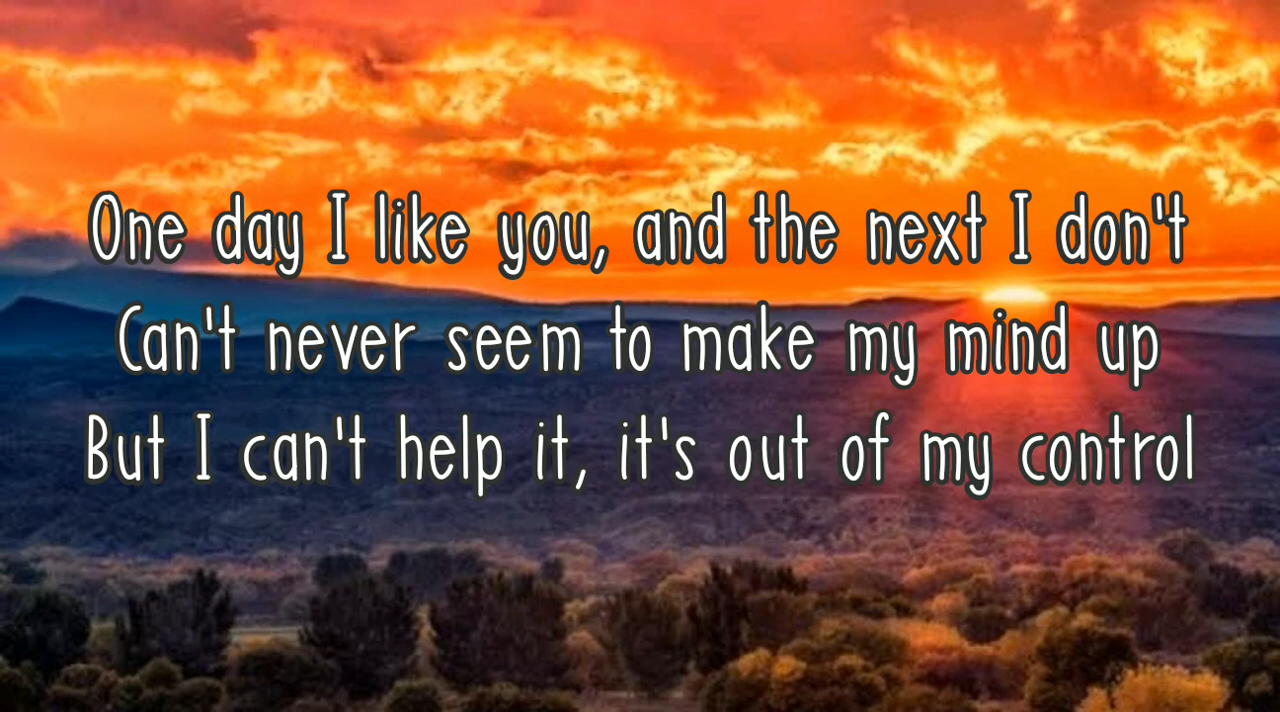 One day I like you, and the next I don't
Can't never seem to make my mind up
But I can't help it, it's out of my control